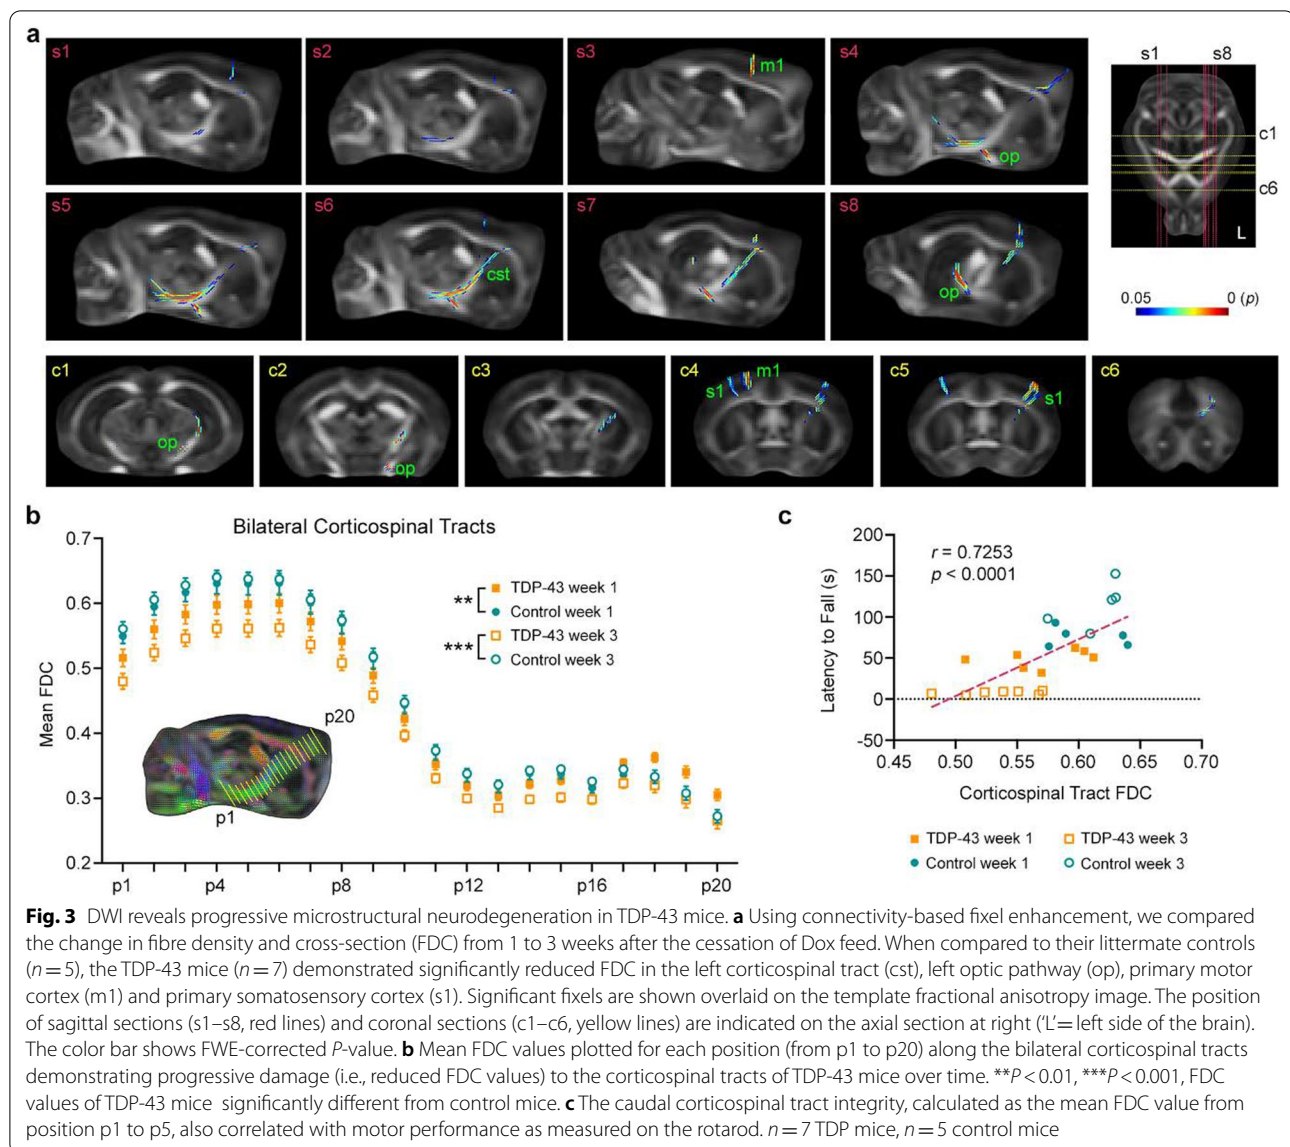 a
s1
s2
s3
m1
s4
op
s1 s8
c1
c6
L
s5
s6
cst
s7
s8
op
0.05 0 (p)
c1
op
c2
op
c3
c4
m1
s1
c5
s1
c6
b
Bilateral Corticospinal Tracts
Mean FDC
0.7
0.6
0.5
0.4
0.3
0.2
** TDP-43 week 1
Control week 1
*** TDP-43 week 3
Control week 3
p20
p1
p1 p4 p8 p12 p16 p20
c
Latency to Fall (s)
200
150
100
50
0
-50
r = 0.7253
p < 0.0001
0.45 0.50 0.55 0.60 0.65 0.70
Corticospinal Tract FDC
TDP-43 week 1 TDP-43 week 3
Control week 1 Control week 3
Fig. 3 DWI reveals progressive microstructural neurodegeneration in TDP-43 mice. a Using connectivity-based fixel enhancement, we compared
the change in fibre density and cross-section (FDC) from 1 to 3 weeks after the cessation of Dox feed. When compared to their littermate controls
(n = 5), the TDP-43 mice (n = 7) demonstrated significantly reduced FDC in the left corticospinal tract (cst), left optic pathway (op), primary motor
cortex (m1) and primary somatosensory cortex (s1). Significant fixels are shown overlaid on the template fractional anisotropy image. The position
of sagittal sections (s1–s8, red lines) and coronal sections (c1–c6, yellow lines) are indicated on the axial section at right ('L' = left side of the brain).
The color bar shows FWE-corrected P-value. b Mean FDC values plotted for each position (from p1 to p20) along the bilateral corticospinal tracts
demonstrating progressive damage (i.e., reduced FDC values) to the corticospinal tracts of TDP-43 mice over time. **P < 0.01, ***P < 0.001, FDC
values of TDP-43 mice significantly different from control mice. c The caudal corticospinal tract integrity, calculated as the mean FDC value from
position p1 to p5, also correlated with motor performance as measured on the rotarod. n = 7 TDP mice, n = 5 control mice